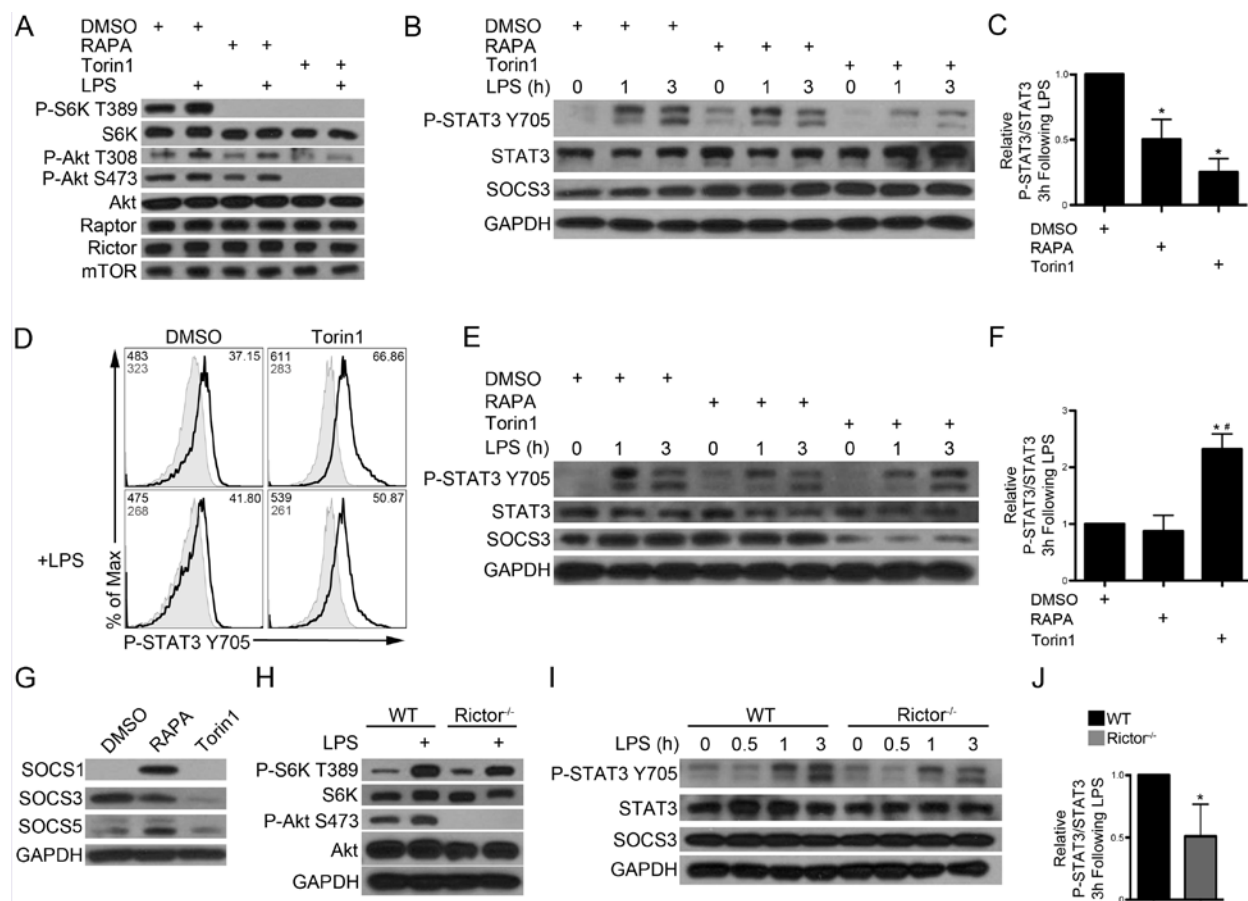 A
DMSO + +
RAPA + +
Torin1 + +
LPS + + +
P-S6K T389
S6K
P-Akt T308
P-Akt S473
Akt
Raptor
Rictor
mTOR
B
DMSO + + +
RAPA + + +
Torin1 + + +
LPS (h) 0 1 3 0 1 3 0 1 3
P-STAT3 Y705
STAT3
SOCS3
GAPDH
C
Relative
P-STAT3/STAT3
3h Following LPS
1.0
0.5
0
* *
DMSO +
RAPA +
Torin1 +
D
DMSO Torin1
483 37.15 611 66.86
323 283
475 41.80 539 50.87
268 261
+LPS
% of Max
P-STAT3 Y705
E
DMSO + + +
RAPA + + +
Torin1 + + +
LPS (h) 0 1 3 0 1 3 0 1 3
P-STAT3 Y705
STAT3
SOCS3
GAPDH
F
Relative
P-STAT3/STAT3
3h Following LPS
3
2
1
0
* #
DMSO +
RAPA +
Torin1 +
G
DMSO RAPA Torin1
SOCS1
SOCS3
SOCS5
GAPDH
H
WT Rictor-/-
LPS + +
P-S6K T389
S6K
P-Akt S473
Akt
GAPDH
I
WT Rictor-/-
LPS (h) 0 0.5 1 3 0 0.5 1 3
P-STAT3 Y705
STAT3
SOCS3
GAPDH
J
WT
Rictor-/-
Relative
P-STAT3/STAT3
3h Following LPS
1.0
0.5
0
*